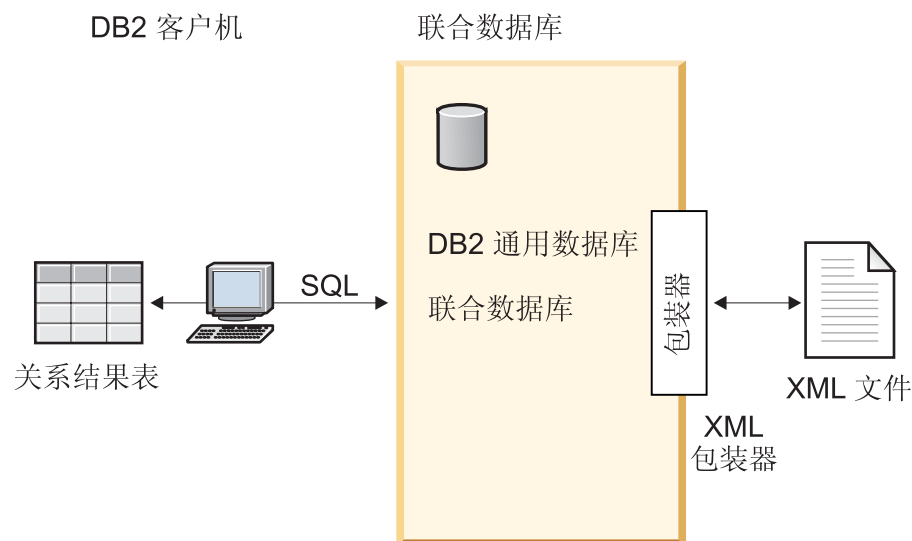 DB2 客户机
联合数据库
DB2 通用数据库
联合数据库
SQL
包装器
关系结果表
XML 文件
XML
包装器